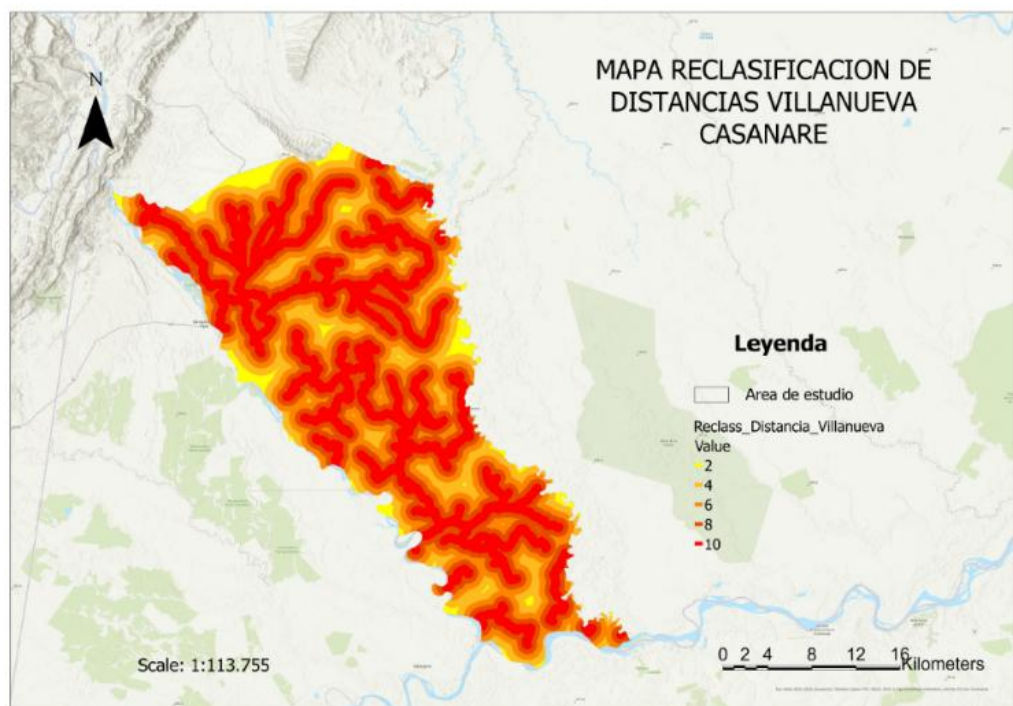 N
MAPA RECLASIFICACION DE
DISTANCIAS VILLANUEVA
CASANARE
Leyenda
Area de estudio
Reclass_Distancia_Villanueva
Value
2
4
6
8
10
Scale: 1:113.755
0 2 4 8 12 16
Kilometers